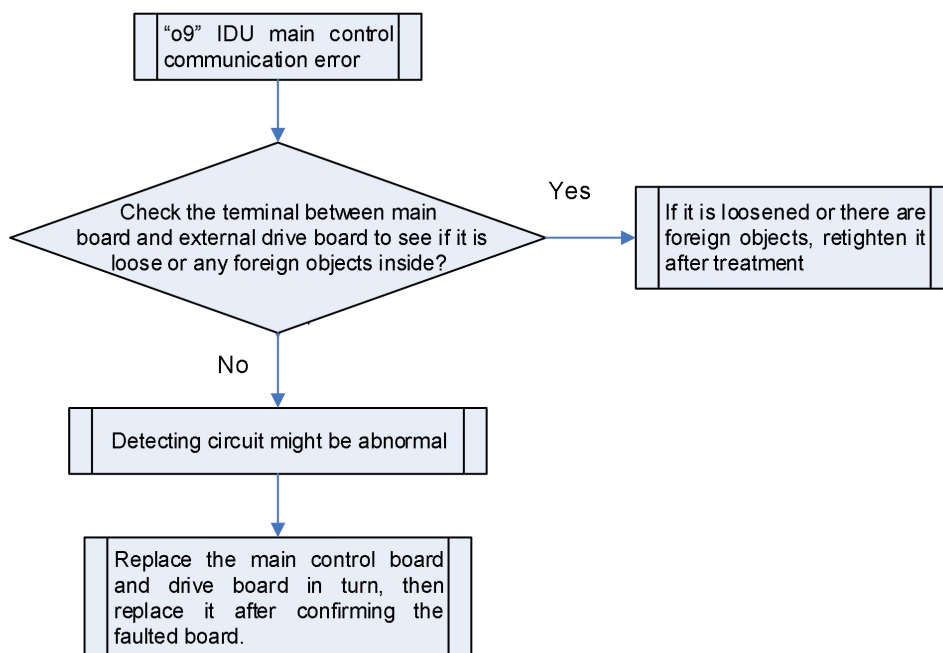 “o9” IDU main control
communication error
Check the terminal between main
board and external drive board to see if it is
loose or any foreign objects inside?
Yes
If it is loosened or there are
foreign objects, retighten it
after treatment
No
Detecting circuit might be abnormal
Replace the main control board
and drive board in turn, then
replace it after confirming the
faulted board.